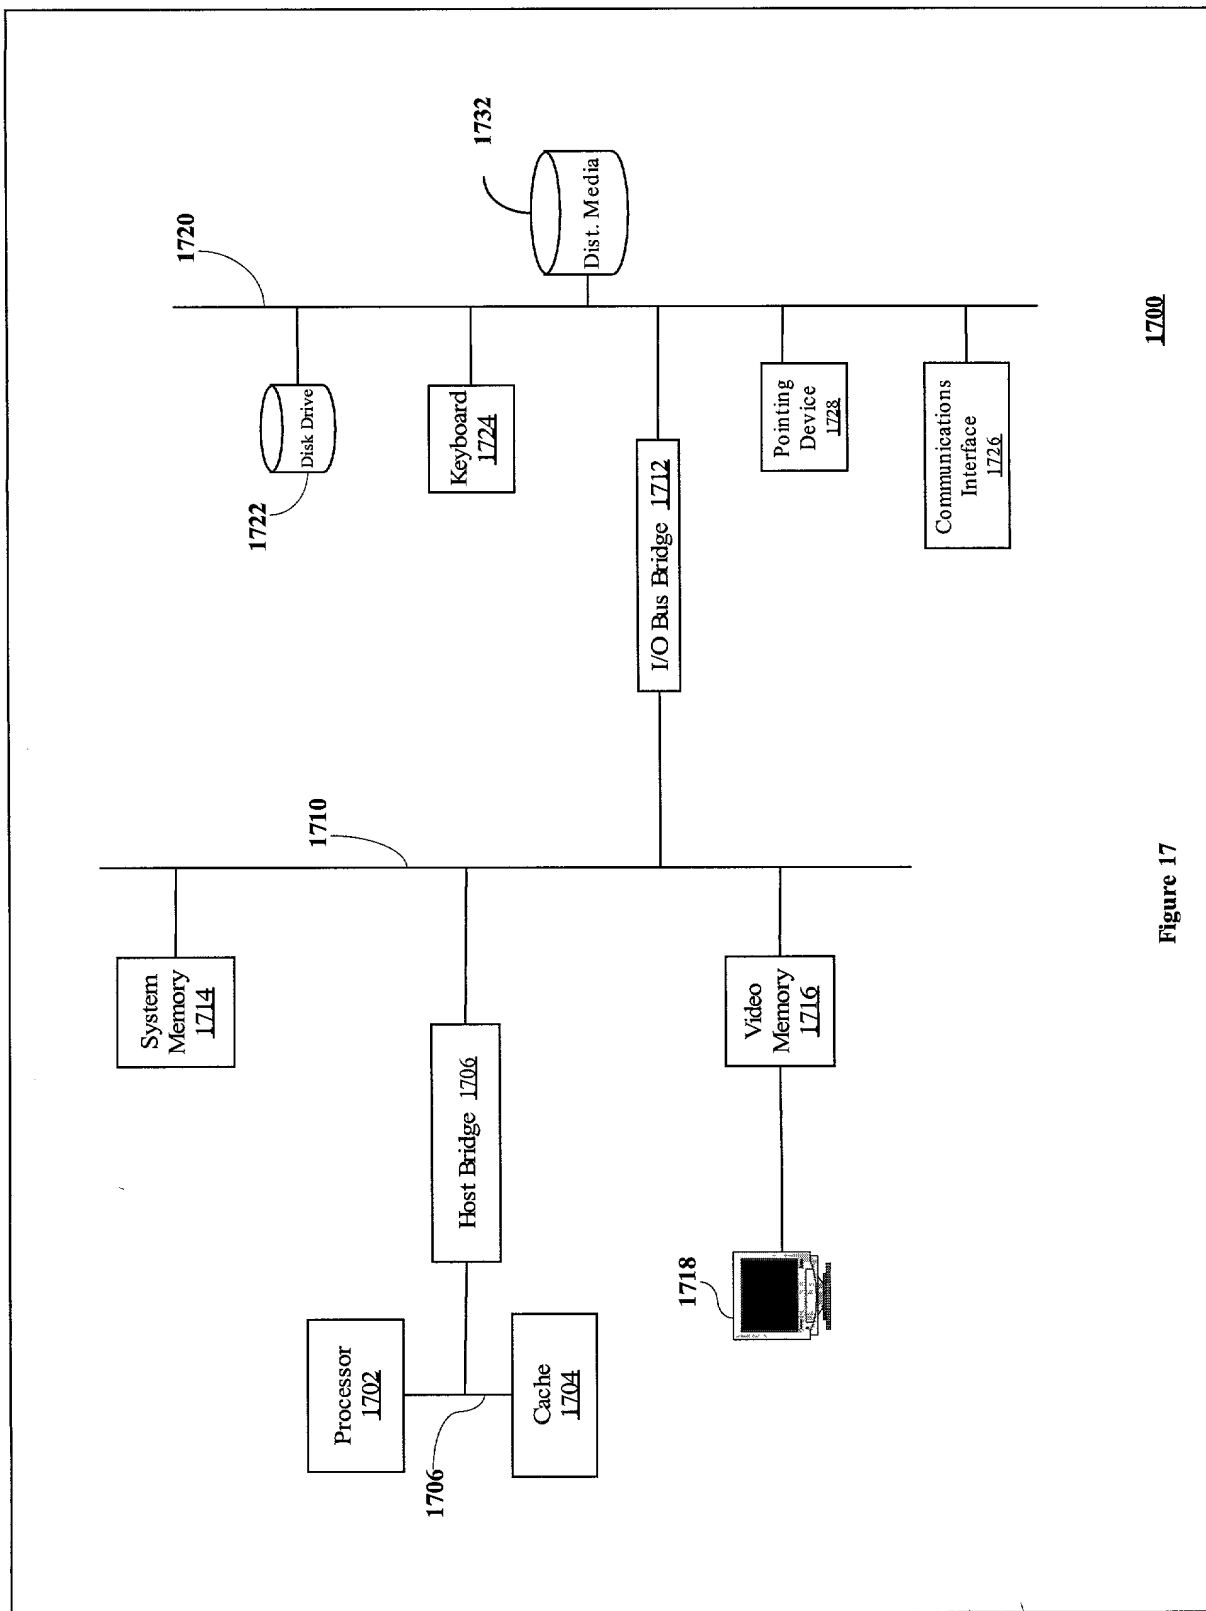 Processor
1702
1706
Cache
1704
Host Bridge 1706
1718
System
Memory
1714
Video
Memory
1716
1710
I/O Bus Bridge 1712
1722
Disk Drive
Keyboard
1724
Pointing
Device
1728
Communications
Interface
1726
1720
Dist. Media
1732
Figure 17
1700